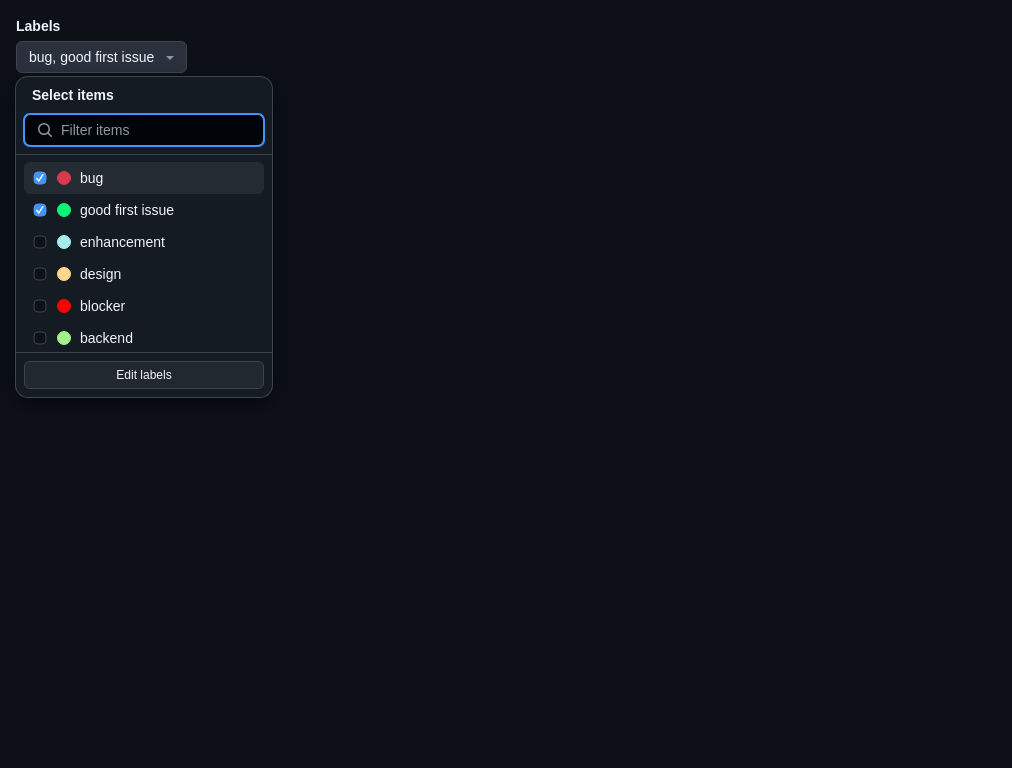 Labels
bug, good first issue
Select items
Filter items
bug
good first issue
enhancement
design
blocker
backend
Edit labels